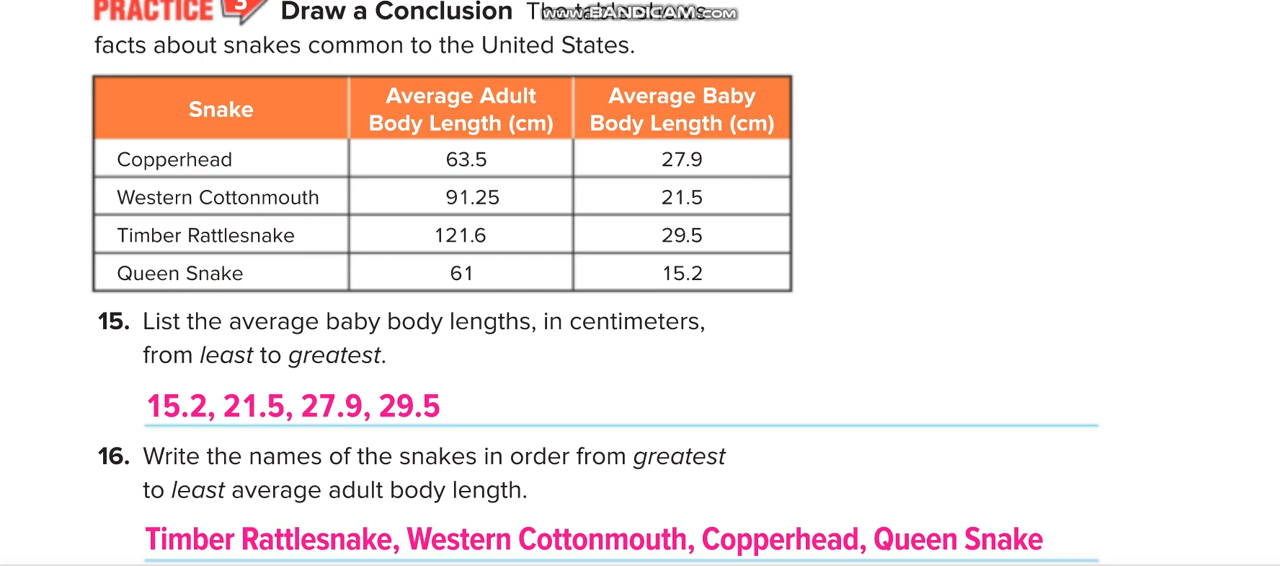 PRACTICE 3 Draw a Conclusion
www.BANDICAM.com
facts about snakes common to the United States.
Snake
Average Adult
Body Length (cm)
Average Baby
Body Length (cm)
Copperhead 63.5 27.9
Western Cottonmouth 91.25 21.5
Timber Rattlesnake 121.6 29.5
Queen Snake 61 15.2
15. List the average baby body lengths, in centimeters,
from least to greatest.
15.2, 21.5, 27.9, 29.5
16. Write the names of the snakes in order from greatest
to least average adult body length.
Timber Rattlesnake, Western Cottonmouth, Copperhead, Queen Snake